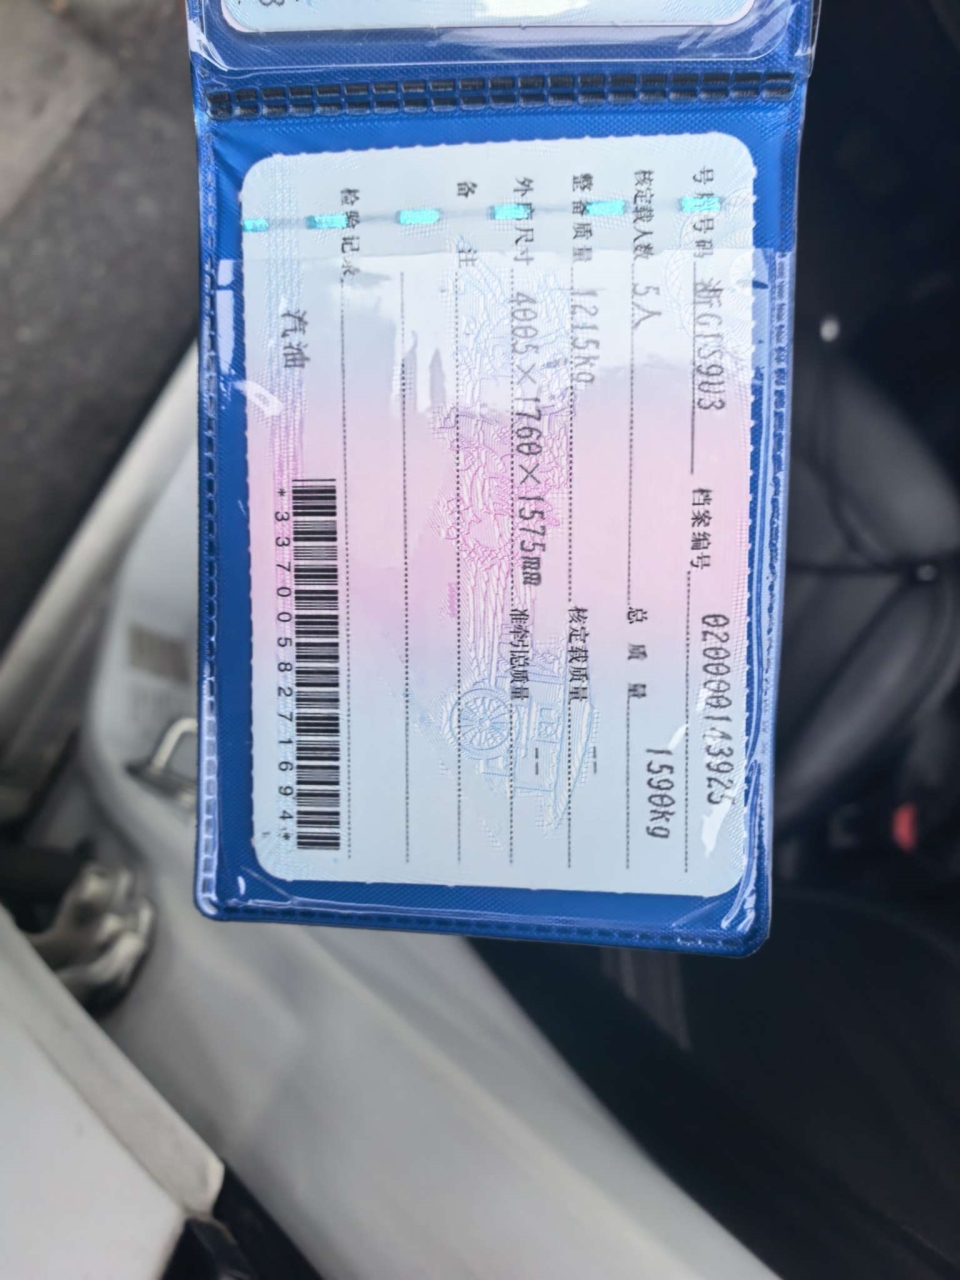 号牌号码 浙GCS9U3 档案编号 020000143925
核定载人数 5人 总质量 1590kg
整备质量 1215kg 核定载质量 --
外廓尺寸 4005×1760×1575mm 准牵引总质量 --
备注
检验记录
汽油
*3370058271694*